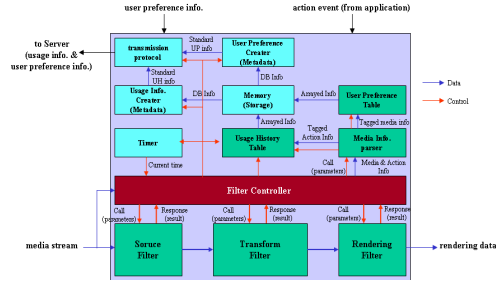 user preference info.
action event (from application)
to Server
(usage info. &
user preference info.)
transmission
protocol
Standard
UP info
User Preference
Creater
(Metadata)
Standard
UH info
DB Info
Usage Info.
Creater
(Metadata)
DB Info
Memory
(Storage)
Arrayed Info
User Preference
Table
Data
Control
Arrayed Info
Tagged media info
Timer
Usage History
Table
Tagged
Action Info
Media Info.
parser
Current time
Call
(parameters)
Media & Action
Info
Filter Controller
Call
(parameters)
Response
(result)
Call
(parameters)
Response
(result)
Call
(parameters)
Response
(result)
media stream
Soruce
Filter
Transform
Filter
Rendering
Filter
rendering data